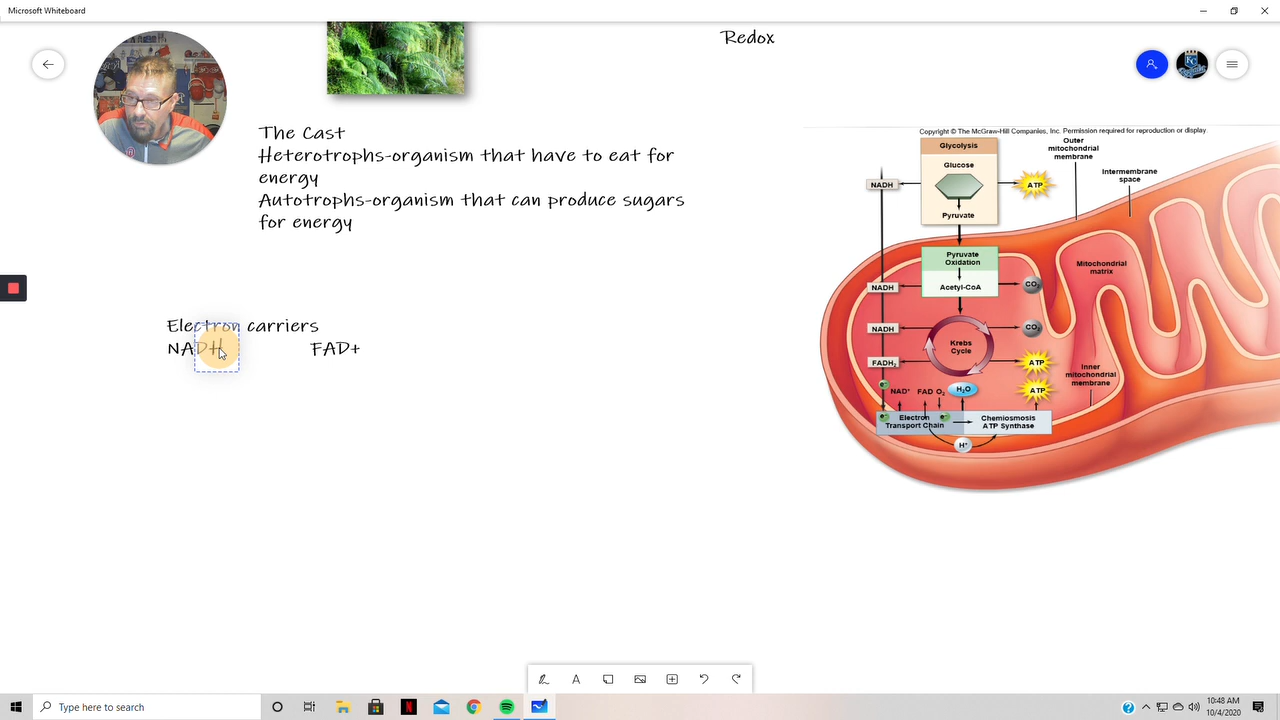 Microsoft Whiteboard
Redox
The Cast
Heterotrophs-organism that have to eat for
energy
Autotrophs-organism that can produce sugars
for energy
Electron carriers
NADH FAD+
Copyright © The McGraw-Hill Companies, Inc. Permission required for reproduction or display.
Glycolysis
Glucose
Pyruvate
NADH
ATP
Outer
mitochondrial
membrane
Intermembrane
space
Pyruvate
Oxidation
Acetyl-CoA
NADH
CO₂
Mitochondrial
matrix
NADH
Krebs
Cycle
CO₂
FADH₂
ATP
Inner
mitochondrial
membrane
e⁻
NAD⁺ FAD O₂ H₂O ATP
e⁻ Electron e⁻
Transport Chain
Chemiosmosis
ATP Synthase
H⁺
A
Type here to search
N
10:48 AM
10/4/2020